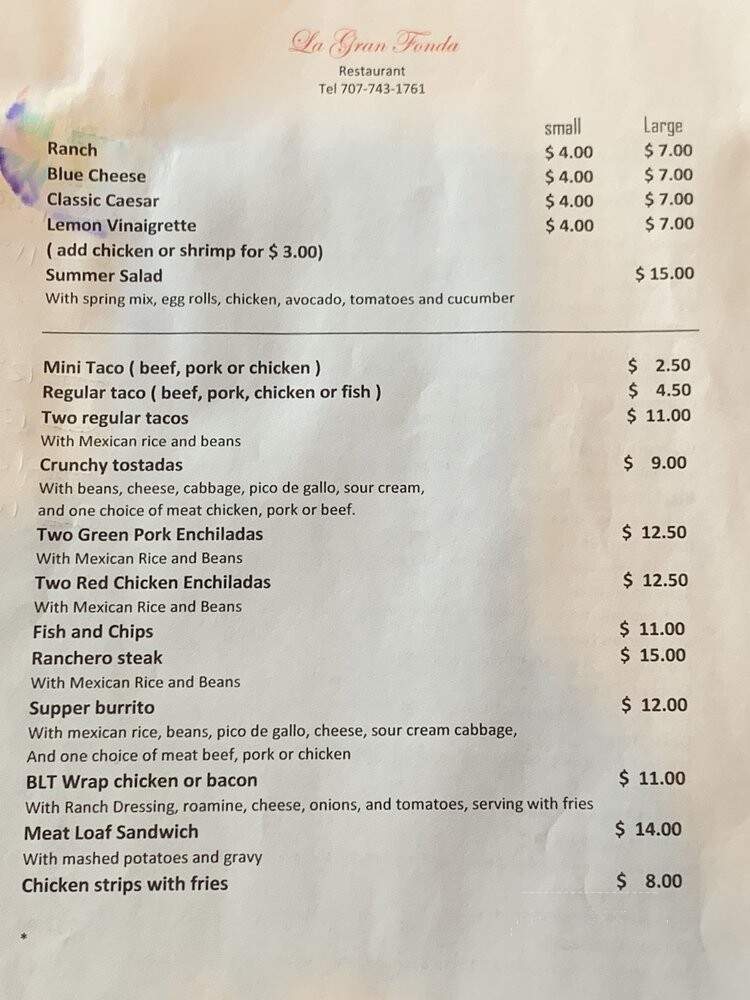 La Gran Fonda
Restaurant
Tel 707-743-1761
small Large
Ranch $ 4.00 $ 7.00
Blue Cheese $ 4.00 $ 7.00
Classic Caesar $ 4.00 $ 7.00
Lemon Vinaigrette $ 4.00 $ 7.00
( add chicken or shrimp for $ 3.00)
Summer Salad $ 15.00
With spring mix, egg rolls, chicken, avocado, tomatoes and cucumber
Mini Taco ( beef, pork or chicken ) $ 2.50
Regular taco ( beef, pork, chicken or fish ) $ 4.50
Two regular tacos $ 11.00
With Mexican rice and beans
Crunchy tostadas $ 9.00
With beans, cheese, cabbage, pico de gallo, sour cream,
and one choice of meat chicken, pork or beef.
Two Green Pork Enchiladas $ 12.50
With Mexican Rice and Beans
Two Red Chicken Enchiladas $ 12.50
With Mexican Rice and Beans
Fish and Chips $ 11.00
Ranchero steak $ 15.00
With Mexican Rice and Beans
Supper burrito $ 12.00
With mexican rice, beans, pico de gallo, cheese, sour cream cabbage,
And one choice of meat beef, pork or chicken
BLT Wrap chicken or bacon $ 11.00
With Ranch Dressing, roamine, cheese, onions, and tomatoes, serving with fries
Meat Loaf Sandwich $ 14.00
With mashed potatoes and gravy
Chicken strips with fries $ 8.00
*